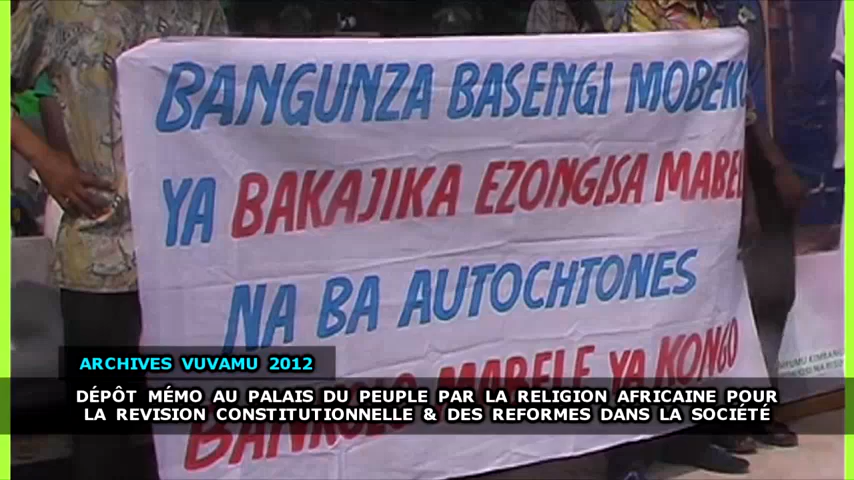 BANGUNZA BASENGI MOBEKO
YA BAKAJIKA EZONGISA MABEL
NA BA AUTOCHTONES
MABELE YA KONGO
ARCHIVES VUVAMU 2012
DÉPÔT MÉMO AU PALAIS DU PEUPLE PAR LA RELIGION AFRICAINE POUR
LA REVISION CONSTITUTIONNELLE & DES REFORMES DANS LA SOCIÉTÉ